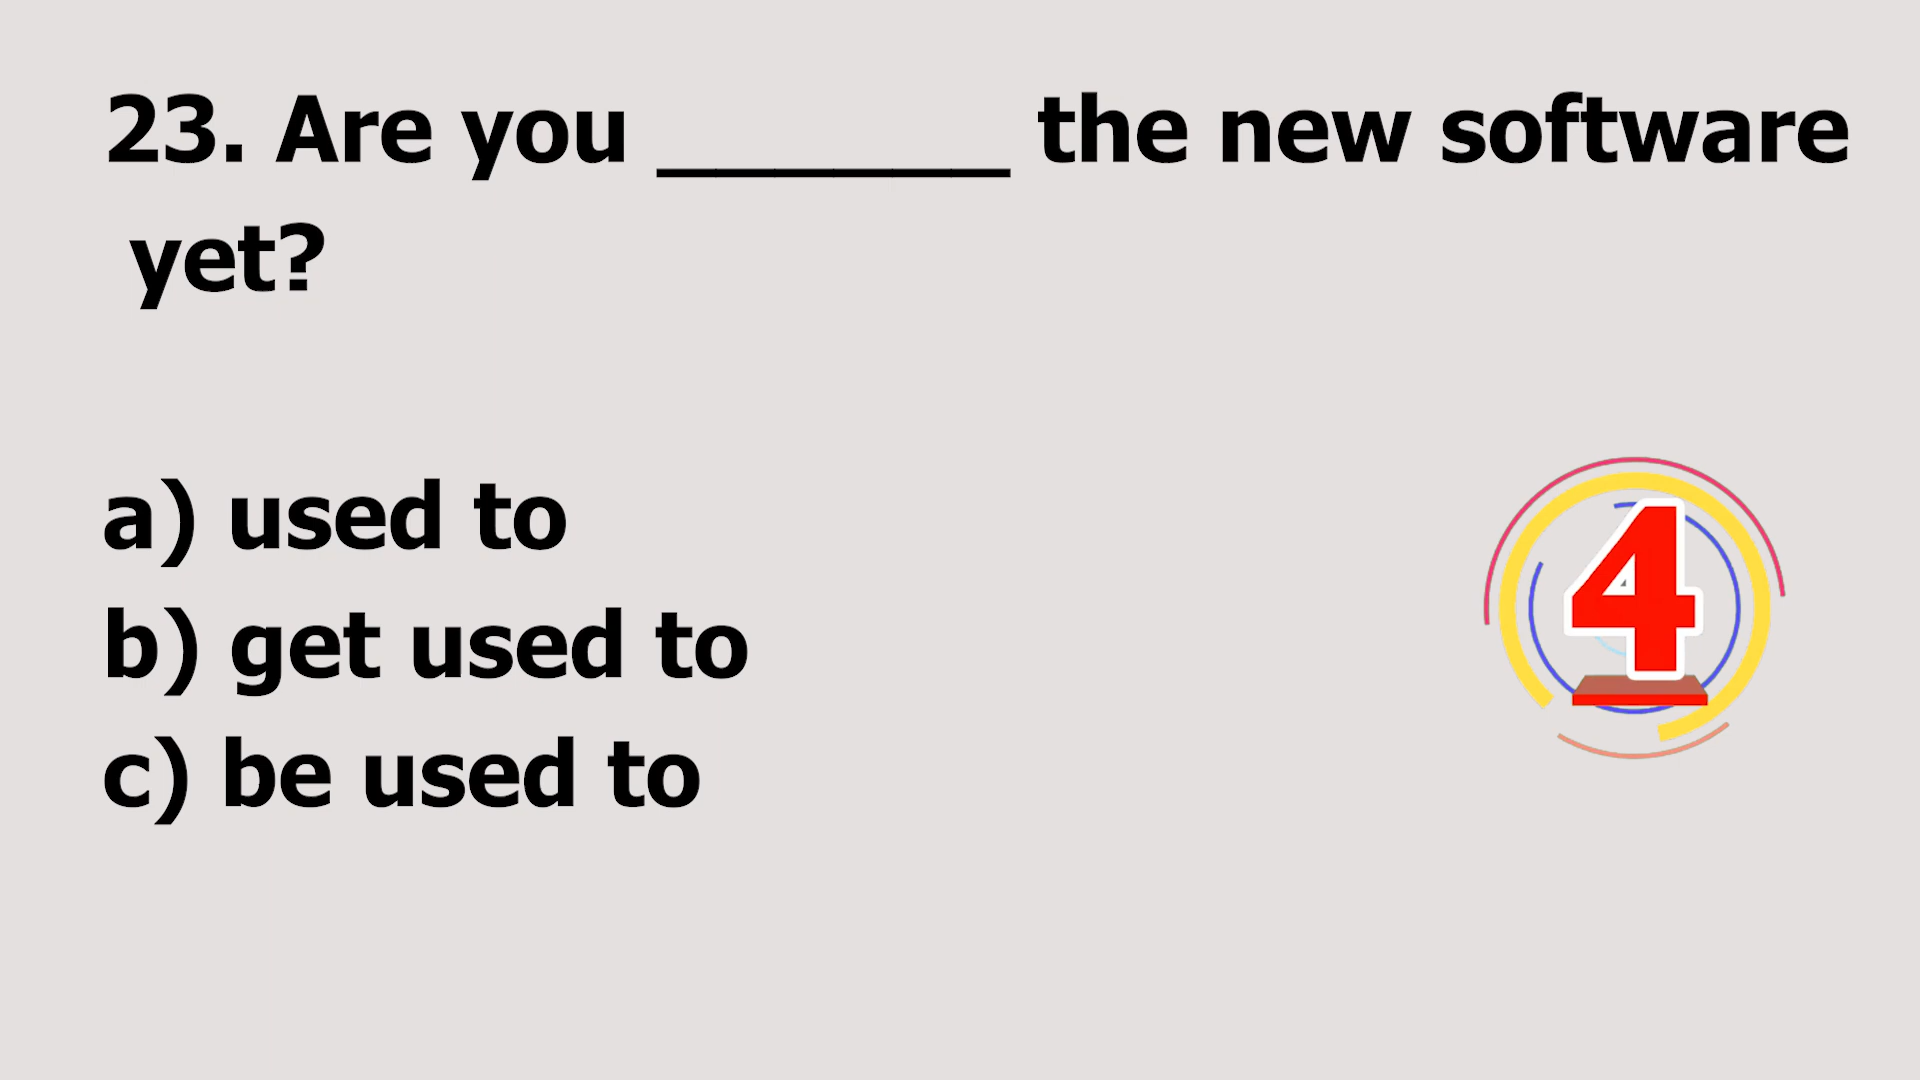 23. Are you ________ the new software
yet?
a) used to
b) get used to
c) be used to
4